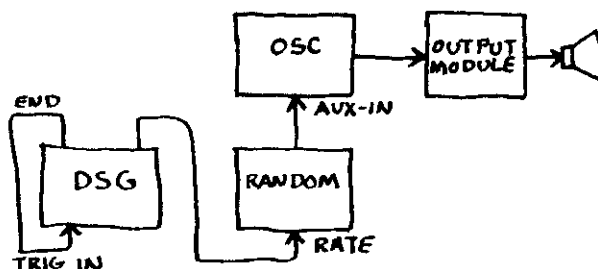 OSC
OUTPUT
MODULE
END
AUX-IN
DSG
RANDOM
TRIG IN
RATE